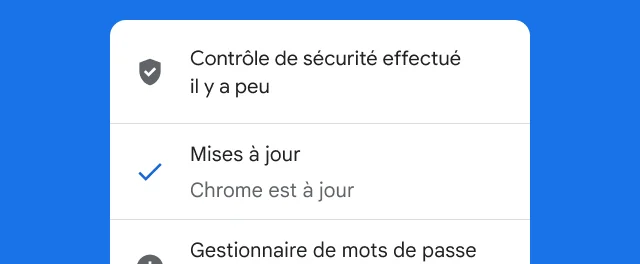 Contrôle de sécurité effectué
il y a peu
Mises à jour
Chrome est à jour
Gestionnaire de mots de passe